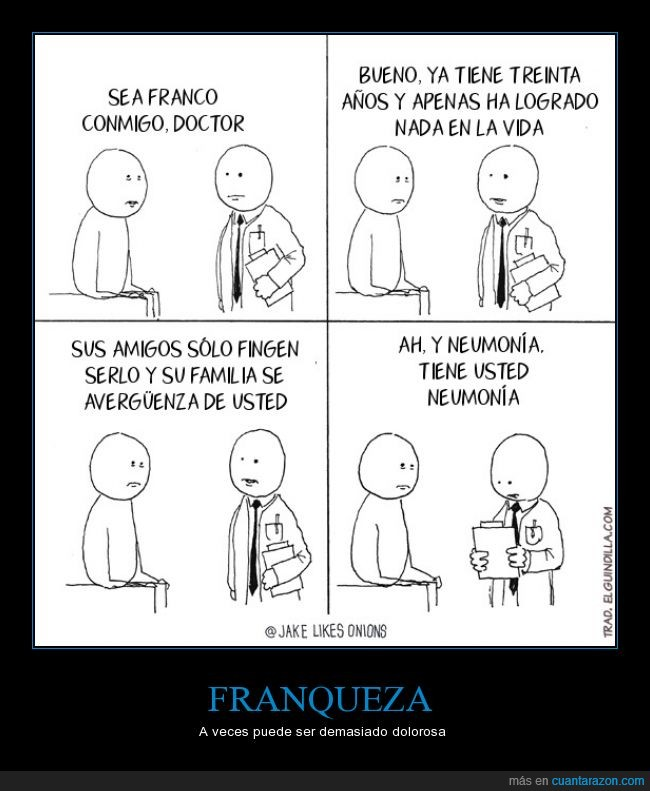 SEA FRANCO
CONMIGO, DOCTOR
BUENO, YA TIENE TREINTA
AÑOS Y APENAS HA LOGRADO
NADA EN LA VIDA
SUS AMIGOS SÓLO FINGEN
SERLO Y SU FAMILIA SE
AVERGÜENZA DE USTED
AH, Y NEUMONÍA.
TIENE USTED
NEUMONÍA
TRAD. ELGUINDILLA.COM
@JAKE LIKES ONIONS
FRANQUEZA
A veces puede ser demasiado dolorosa
más en cuantarazon.com